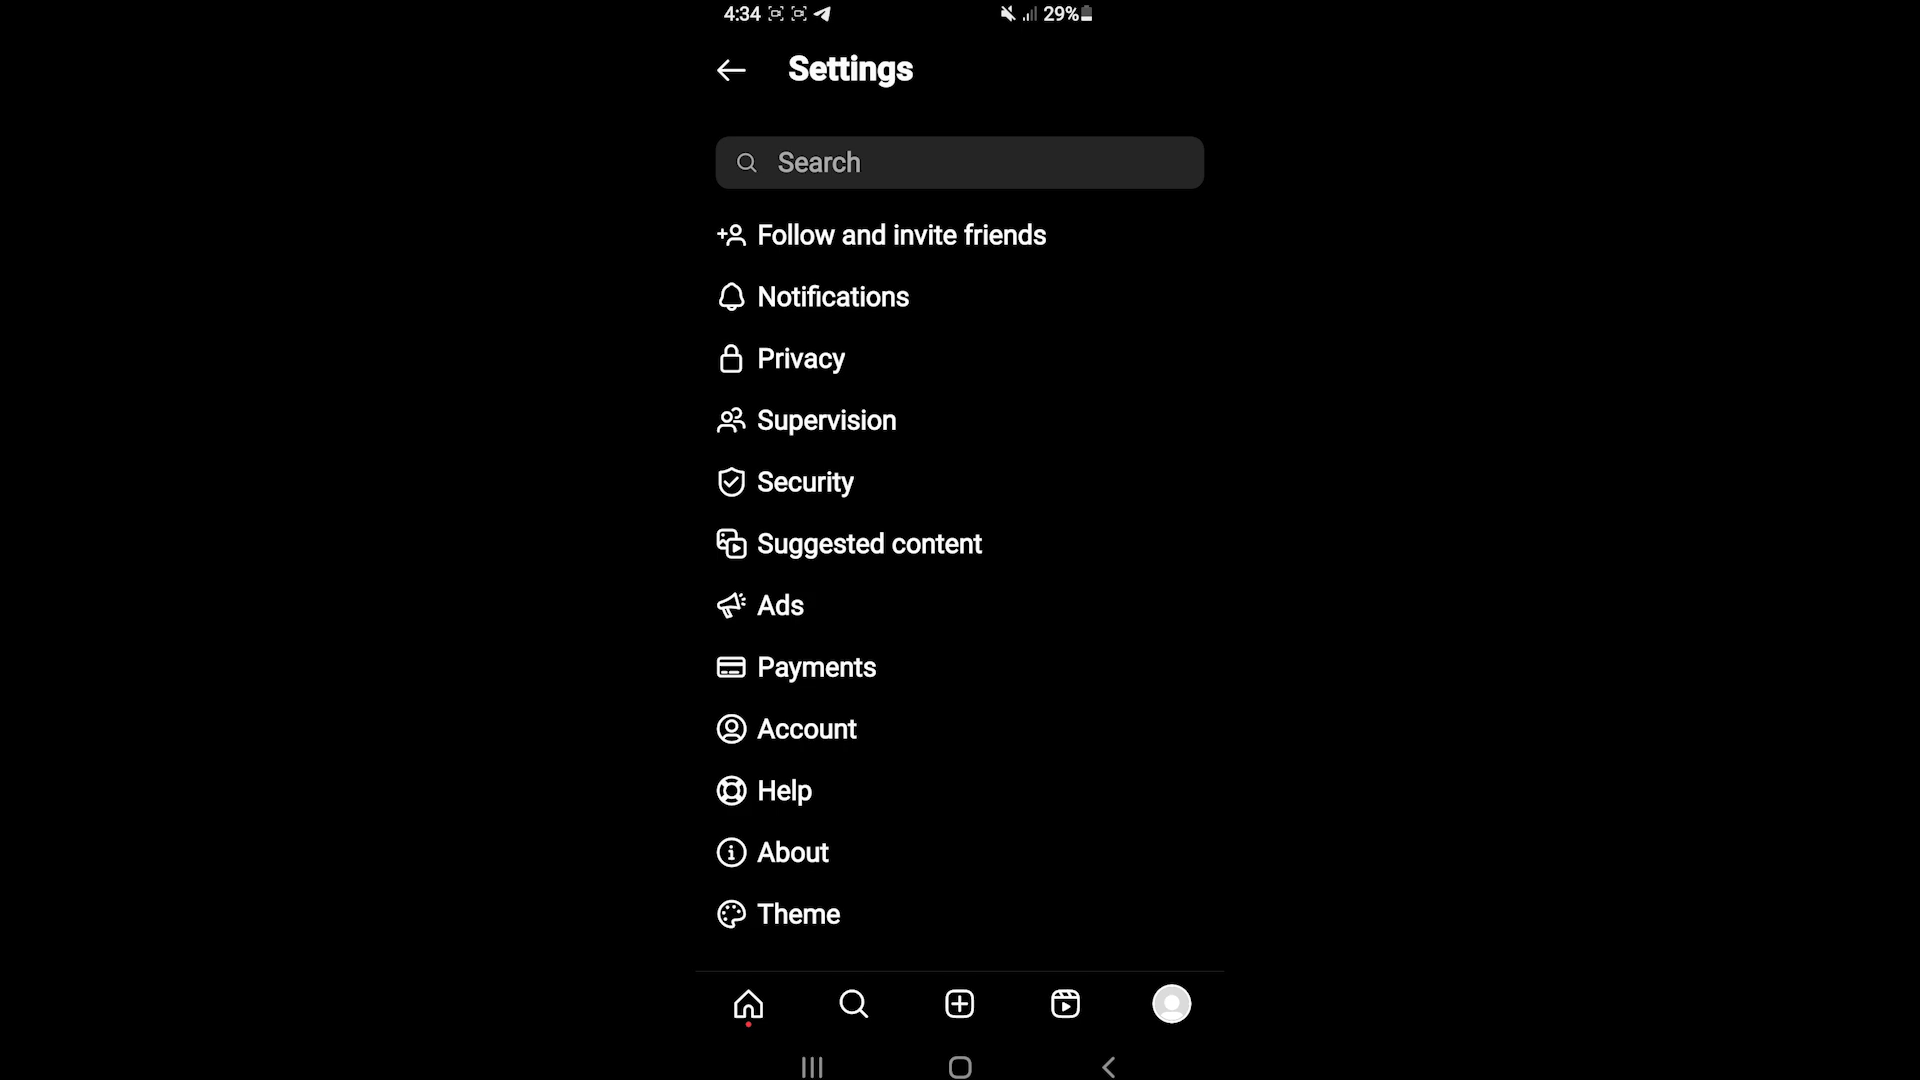 4:34 29%
Settings
Search
Follow and invite friends
Notifications
Privacy
Supervision
Security
Suggested content
Ads
Payments
Account
Help
About
Theme